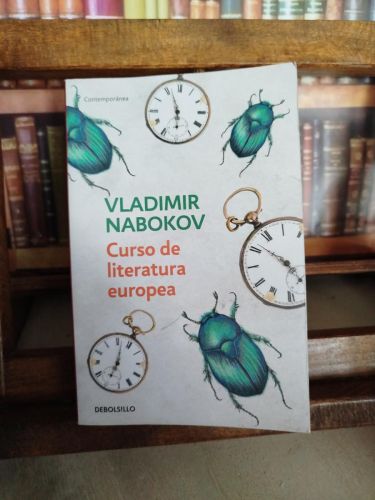 Contemporánea
VLADIMIR
NABOKOV
Curso de
literatura
europea
DEBOLSILLO